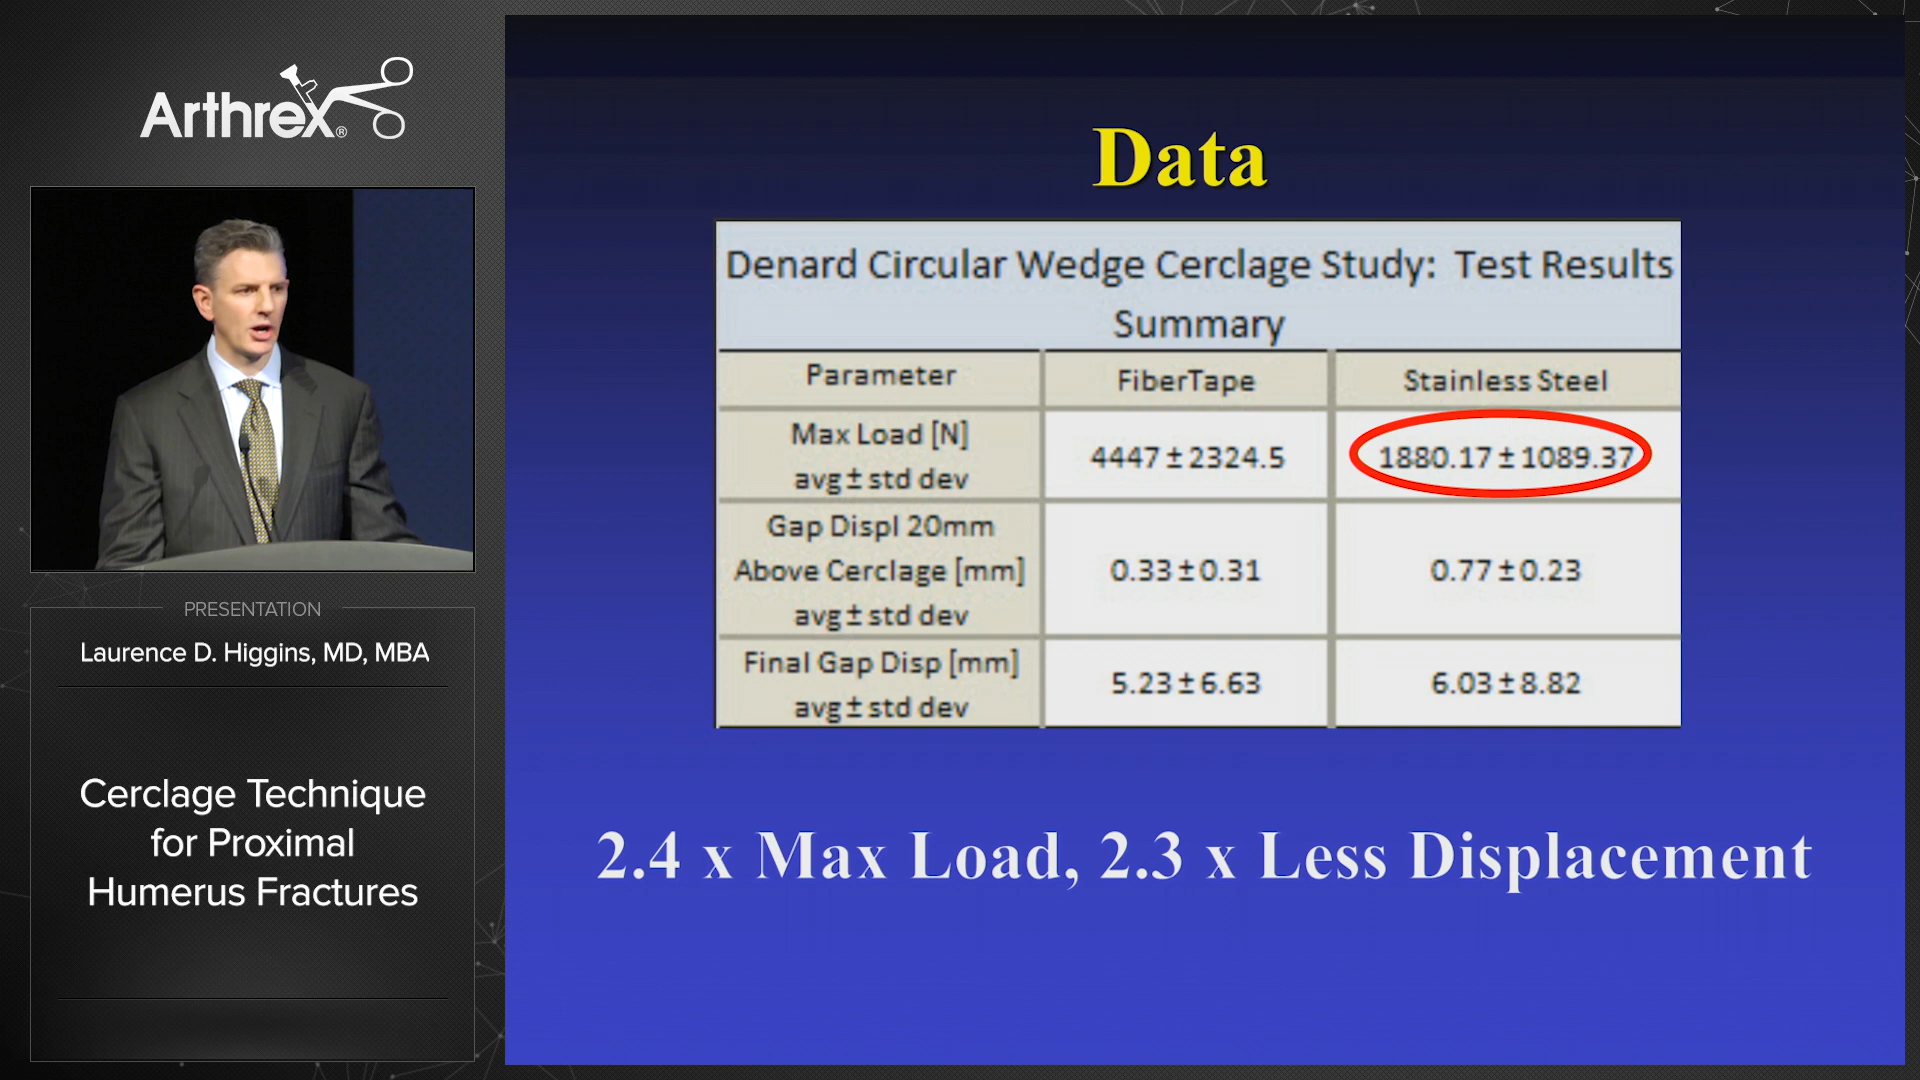 Arthrex®
PRESENTATION
Laurence D. Higgins, MD, MBA
Cerclage Technique
for Proximal
Humerus Fractures
Data
Denard Circular Wedge Cerclage Study: Test Results
Summary
Parameter FiberTape Stainless Steel
Max Load [N]
avg ± std dev
4447 ± 2324.5 1880.17 ± 1089.37
Gap Displ 20mm
Above Cerclage [mm]
avg ± std dev
0.33 ± 0.31 0.77 ± 0.23
Final Gap Disp [mm]
avg ± std dev
5.23 ± 6.63 6.03 ± 8.82
2.4 x Max Load, 2.3 x Less Displacement